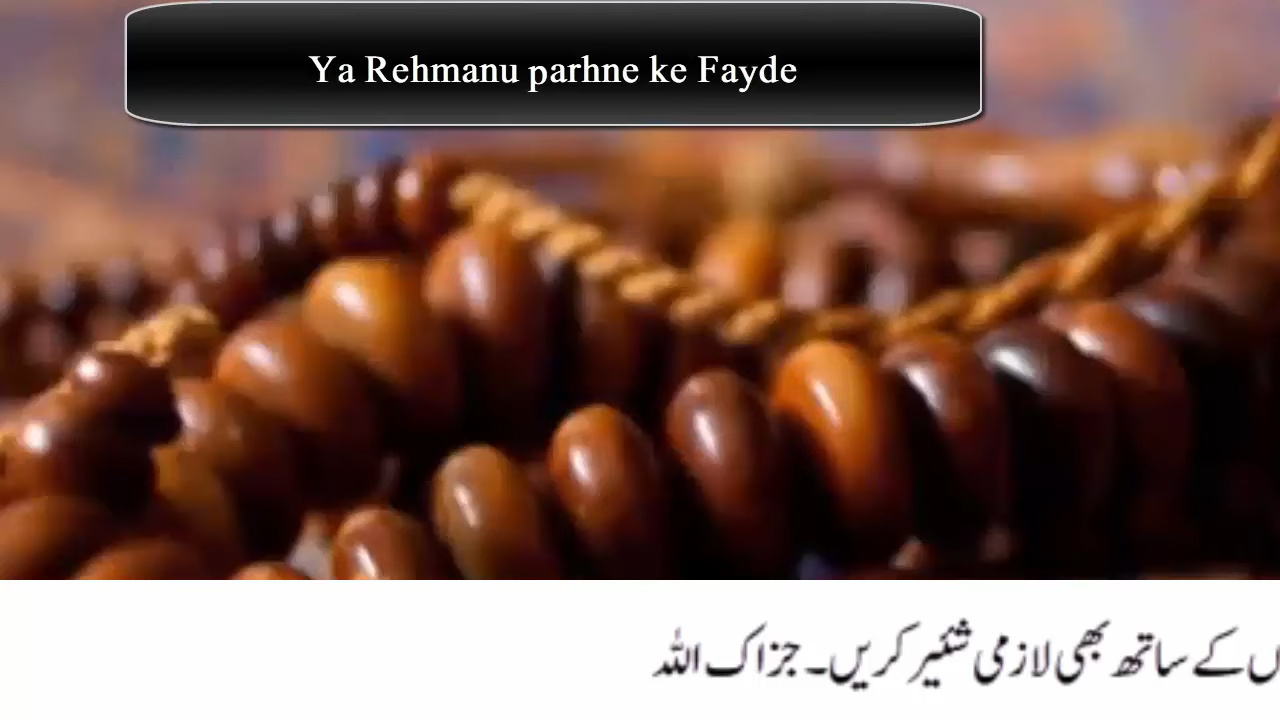 Ya Rehmanu parhne ke Fayde
کے ساتھ بھی لازمی شئیر کریں۔ جزاک اللہ